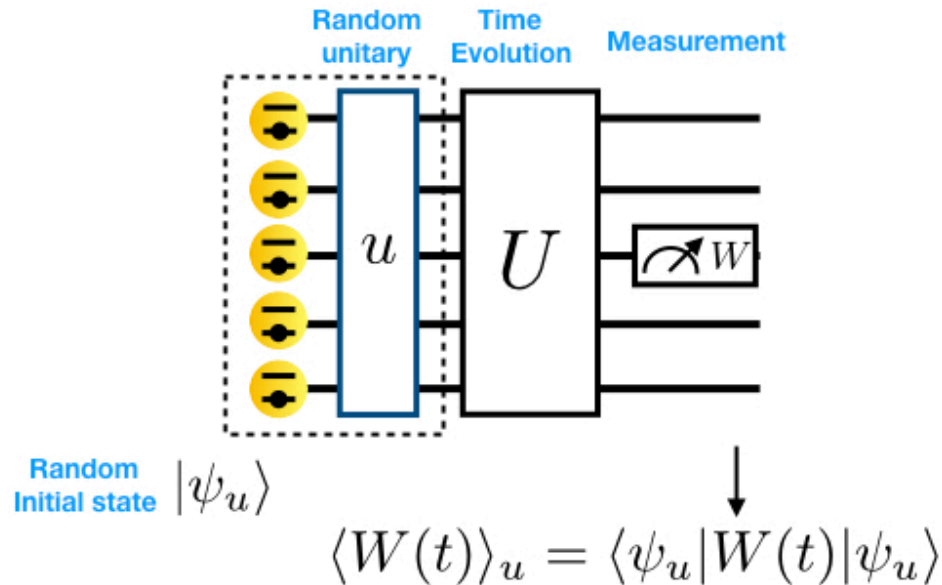 Random
unitary
Time
Evolution
Measurement
u
U
W
Random
Initial state
|ψ_u⟩
⟨W(t)⟩_u = ⟨ψ_u|W(t)|ψ_u⟩